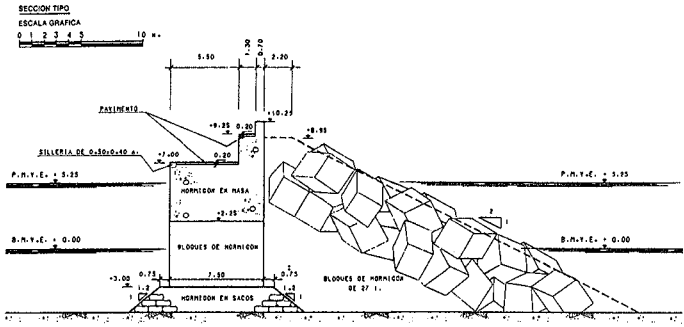 SECCION TIPO
ESCALA GRAFICA
0 1 2 3 4 5 10 M.
5.50 1.30 0.70 2.20
PAVIMENTO
+10.25
+9.25 0.20
+8.95
SILLERIA DE 0.50x0.40 A.
+7.00 0.20
P.M.V.E. + 5.25
P.M.V.E. + 5.25
HORMIGON EN MASA
+2.25
2
1
B.M.V.E. + 0.00
BLOQUES DE HORMIGON
B.M.V.E. + 0.00
-3.00 0.75 7.50 0.75
BLOQUES DE HORMIGON
DE 27 T.
1.2
1
HORMIGON EN SACOS
1.2
1